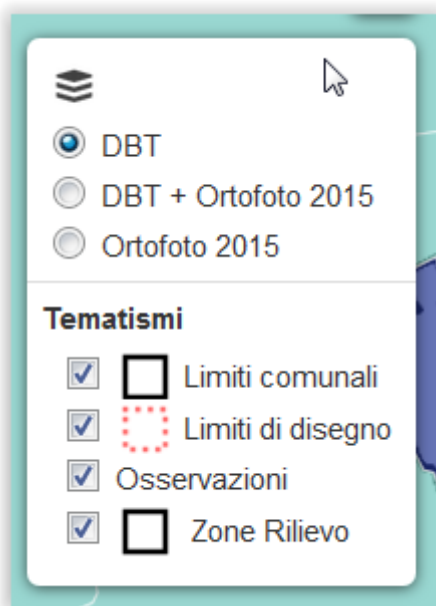 DBT
DBT + Ortofoto 2015
Ortofoto 2015
Tematismi
Limiti comunali
Limiti di disegno
Osservazioni
Zone Rilievo